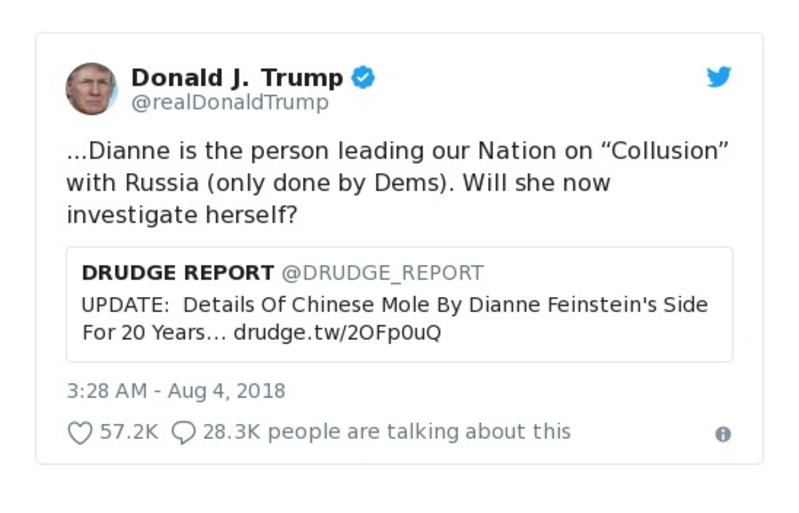 Donald J. Trump
@realDonaldTrump
...Dianne is the person leading our Nation on “Collusion”
with Russia (only done by Dems). Will she now
investigate herself?
DRUDGE REPORT @DRUDGE_REPORT
UPDATE:  Details Of Chinese Mole By Dianne Feinstein's Side
For 20 Years... drudge.tw/2OFp0uQ
3:28 AM - Aug 4, 2018
57.2K 28.3K people are talking about this